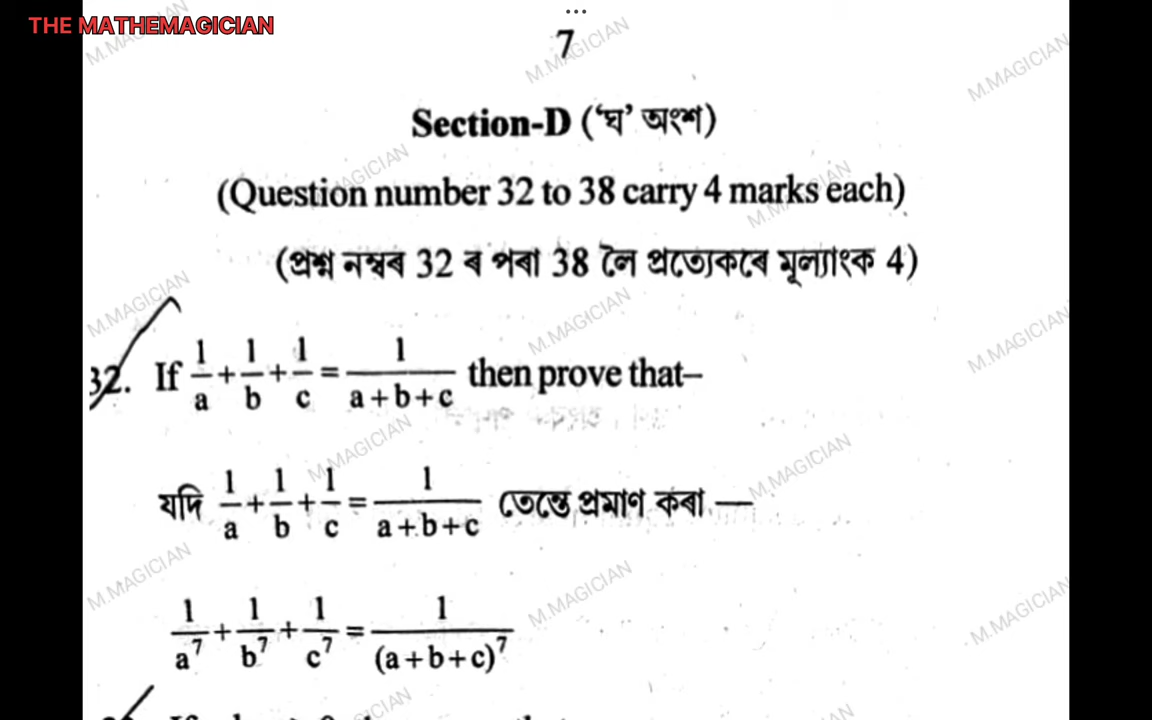 THE MATHEMAGICIAN
...
7
Section-D ('ঘ' অংশ)
(Question number 32 to 38 carry 4 marks each)
(প্ৰশ্ন নম্বৰ 32 ৰ পৰা 38 লৈ প্ৰত্যেকৰে মূল্যাংক 4)
32. If 1/a + 1/b + 1/c = 1/(a+b+c) then prove that–
যদি 1/a + 1/b + 1/c = 1/(a+b+c) তেন্তে প্ৰমাণ কৰা —
1/a⁷ + 1/b⁷ + 1/c⁷ = 1/(a+b+c)⁷
M.MAGICIAN